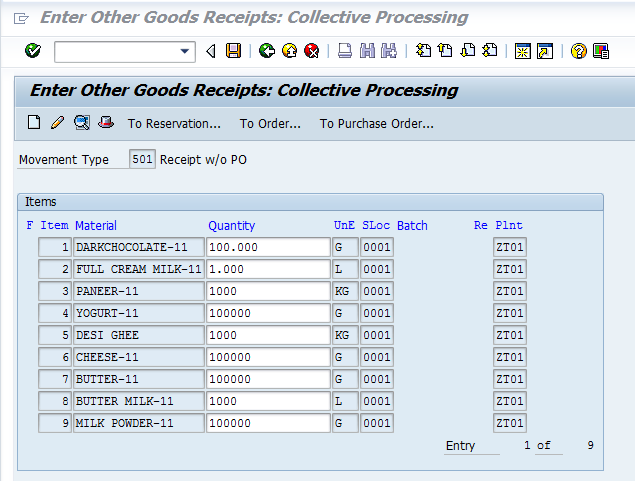 Enter Other Goods Receipts: Collective Processing
Enter Other Goods Receipts: Collective Processing
To Reservation... To Order... To Purchase Order...
Movement Type 501 Receipt w/o PO
Items
F Item Material Quantity UnE SLoc Batch Re Plnt
1 DARKCHOCOLATE-11 100.000 G 0001 ZT01
2 FULL CREAM MILK-11 1.000 L 0001 ZT01
3 PANEER-11 1000 KG 0001 ZT01
4 YOGURT-11 100000 G 0001 ZT01
5 DESI GHEE 1000 KG 0001 ZT01
6 CHEESE-11 100000 G 0001 ZT01
7 BUTTER-11 100000 G 0001 ZT01
8 BUTTER MILK-11 1000 L 0001 ZT01
9 MILK POWDER-11 100000 G 0001 ZT01
Entry 1 of 9